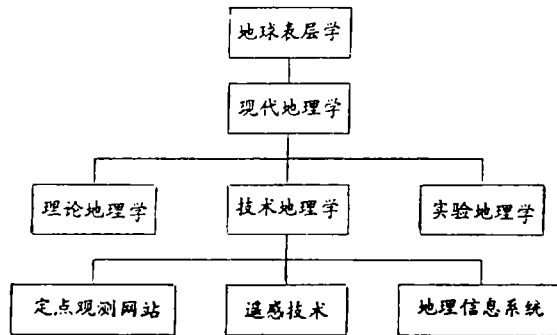 地球表层学
现代地理学
理论地理学
技术地理学
实验地理学
定点观测网站
遥感技术
地理信息系统